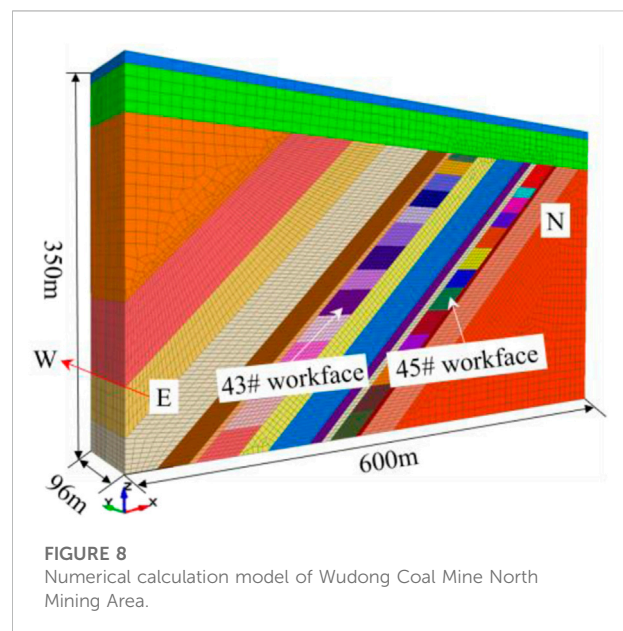 350m
W
E
N
43# workface
45# workface
96m
600m
Z
Y
X
FIGURE 8
Numerical calculation model of Wudong Coal Mine North
Mining Area.